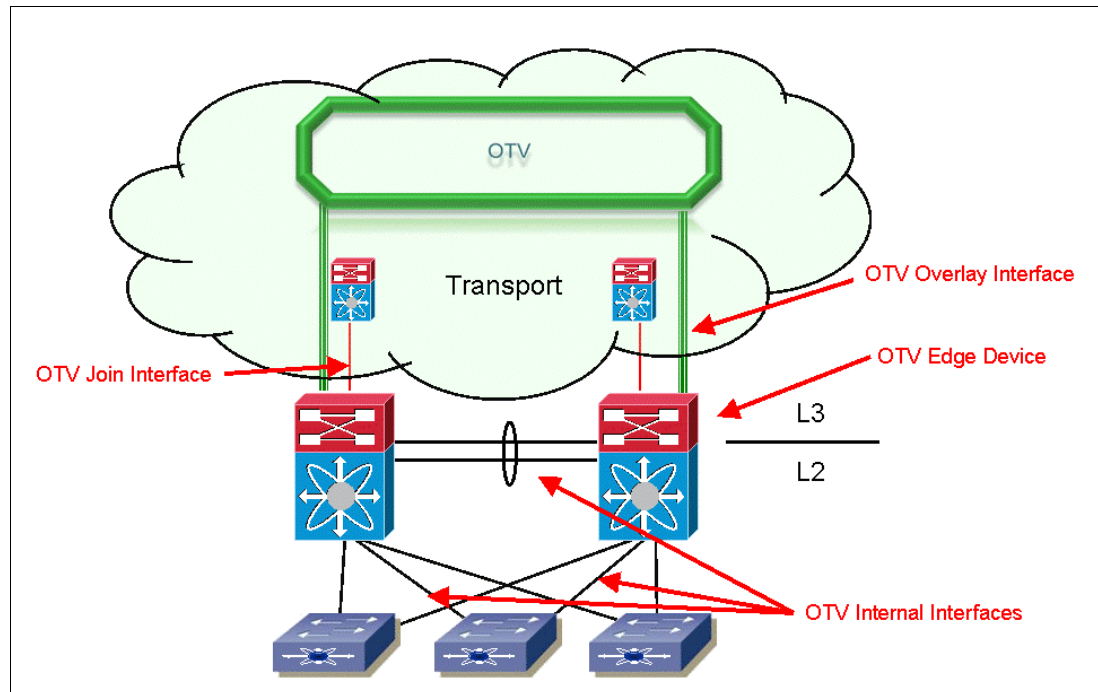 OTV
Transport
OTV Overlay Interface
OTV Join Interface
OTV Edge Device
L3
L2
OTV Internal Interfaces